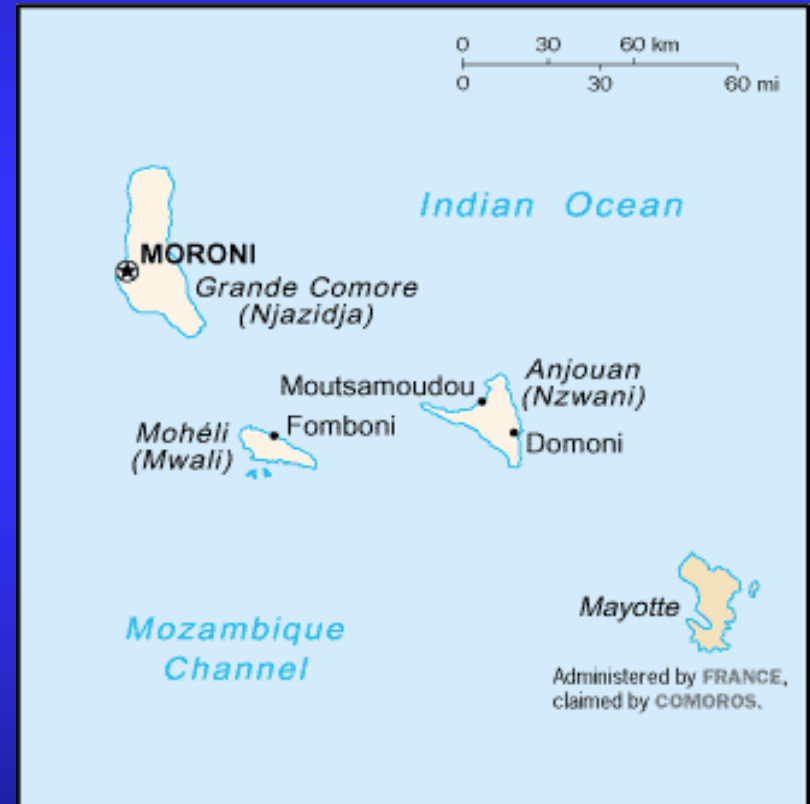 0 30 60 km
0 30 60 mi
Indian Ocean
MORONI
Grande Comore
(Njazidja)
Anjouan
(Nzwani)
Moutsamoudou
Fomboni
Mohéli
(Mwali)
Domoni
Mayotte
Mozambique
Channel
Administered by FRANCE,
claimed by COMOROS.